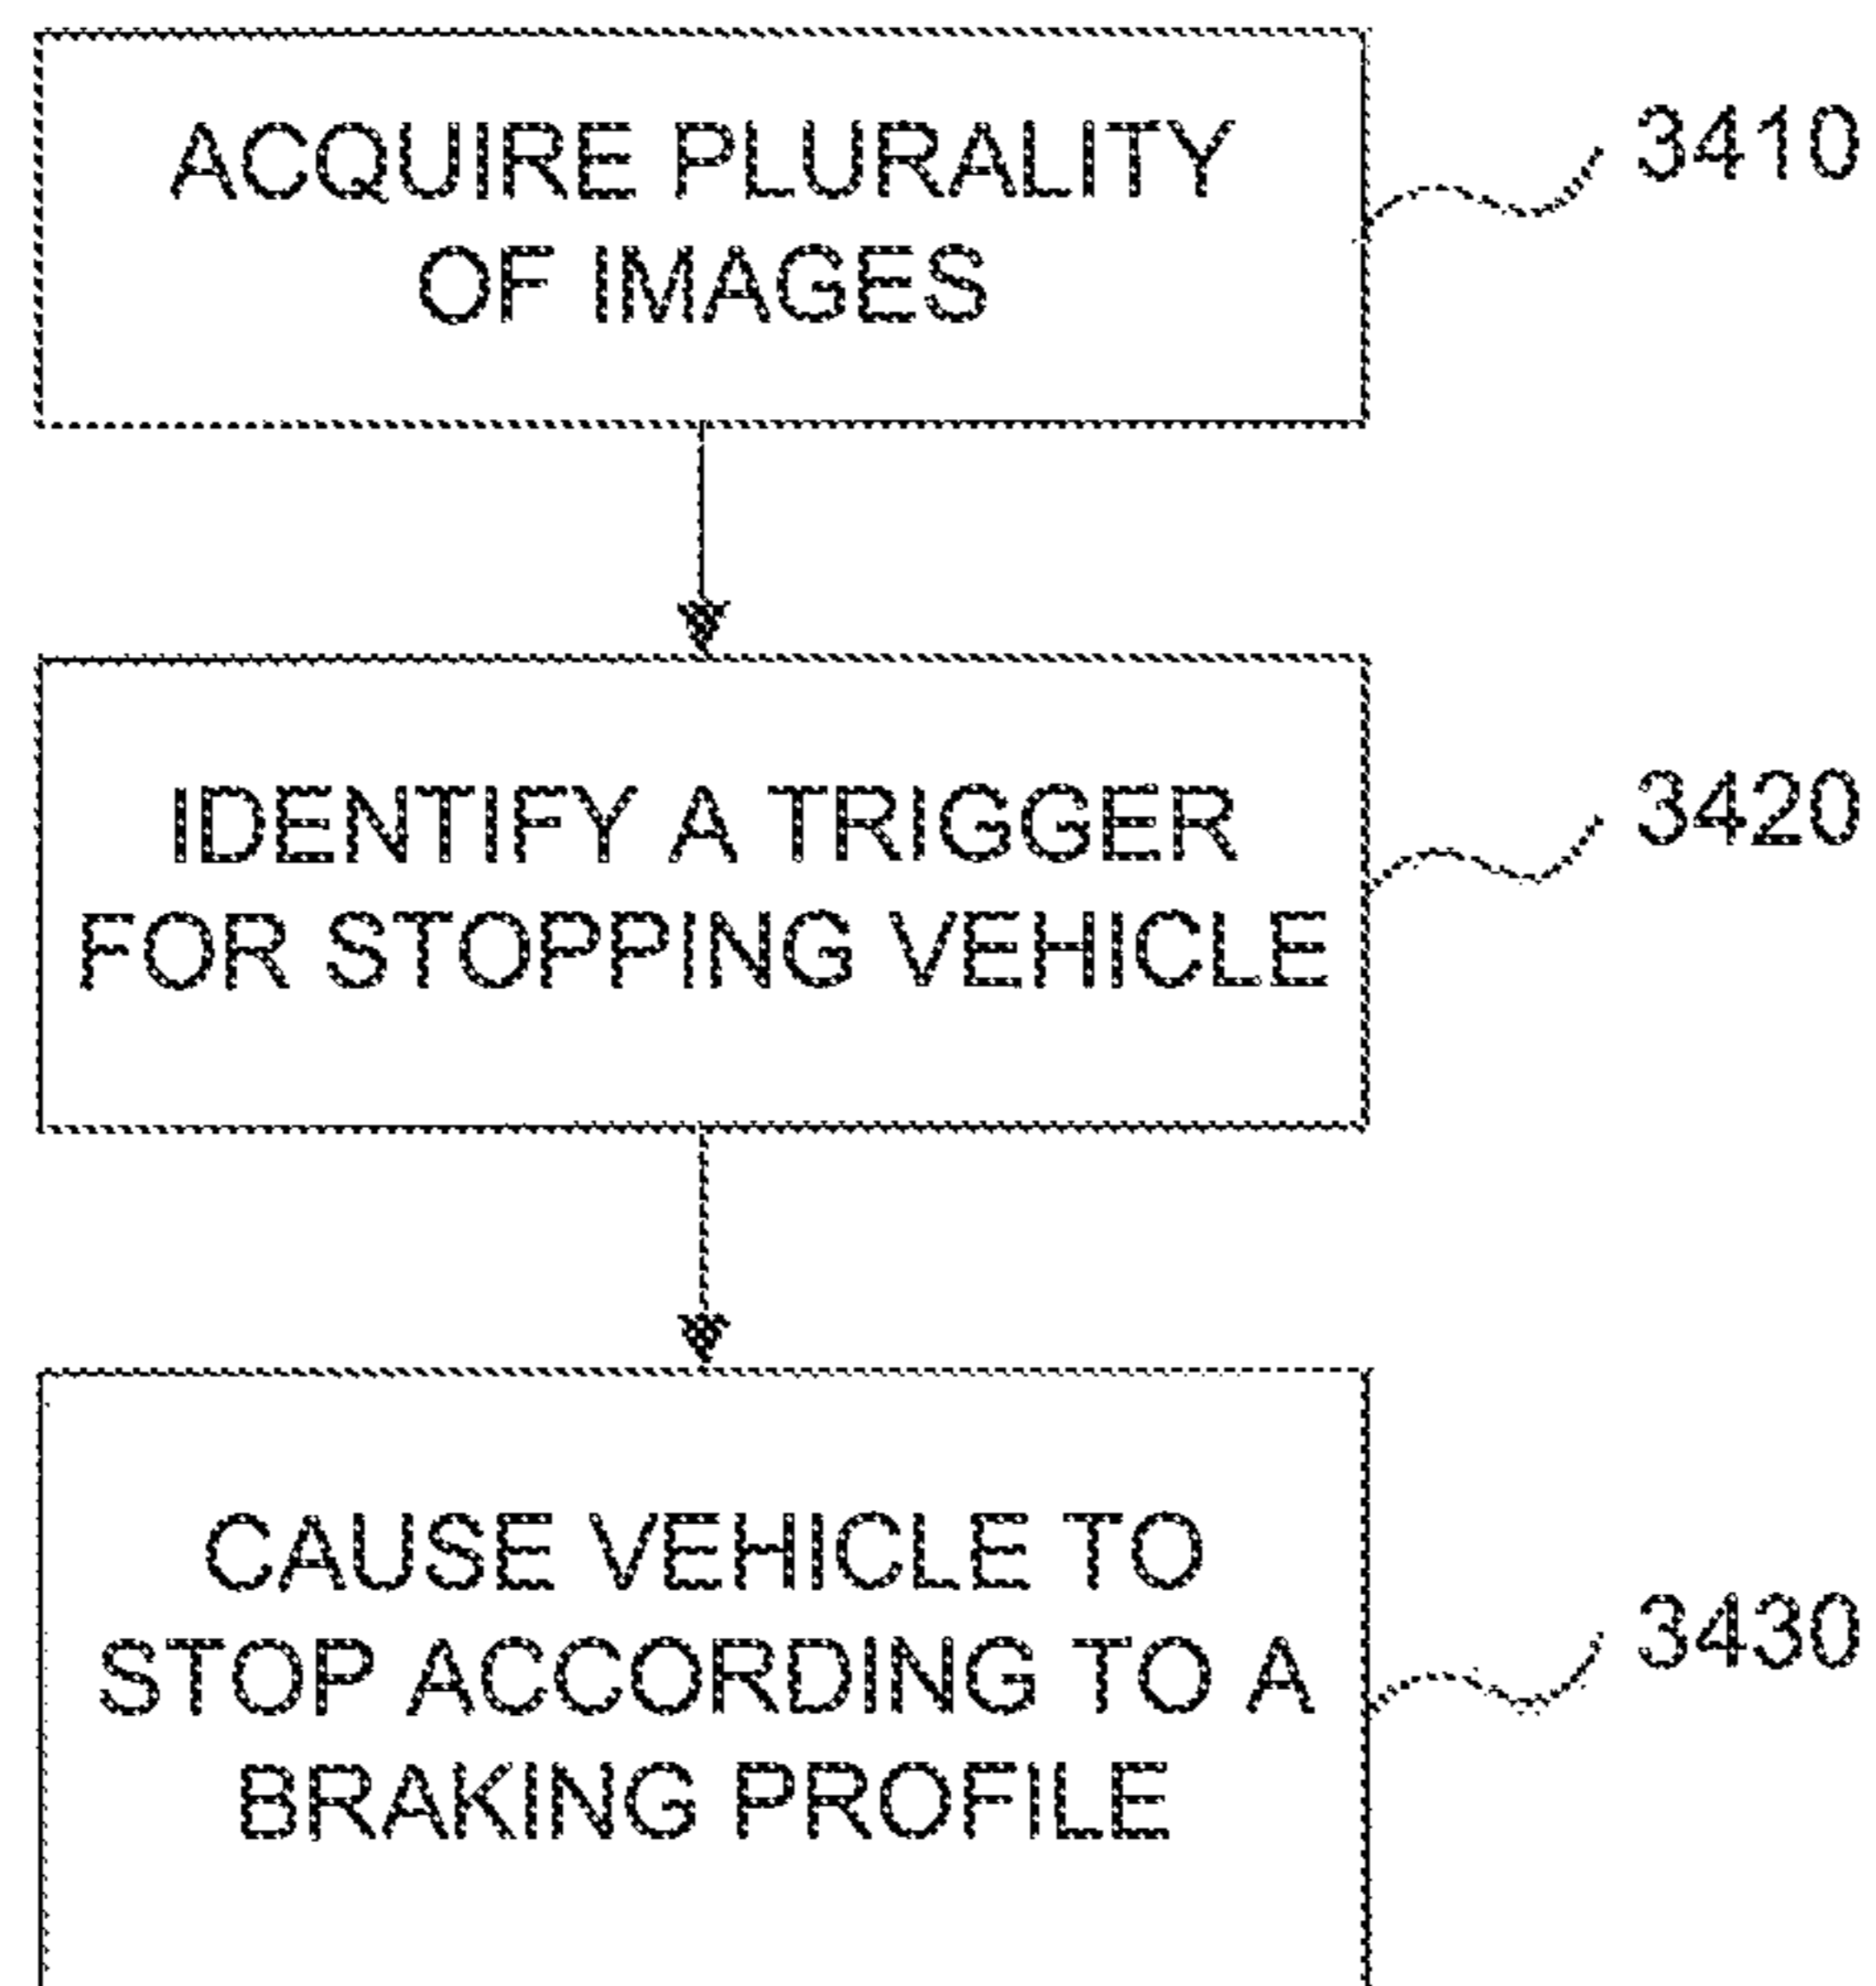 ACQUIRE PLURALITY
OF IMAGES
3410
IDENTIFY A TRIGGER
FOR STOPPING VEHICLE
3420
CAUSE VEHICLE TO
STOP ACCORDING TO A
BRAKING PROFILE
3430